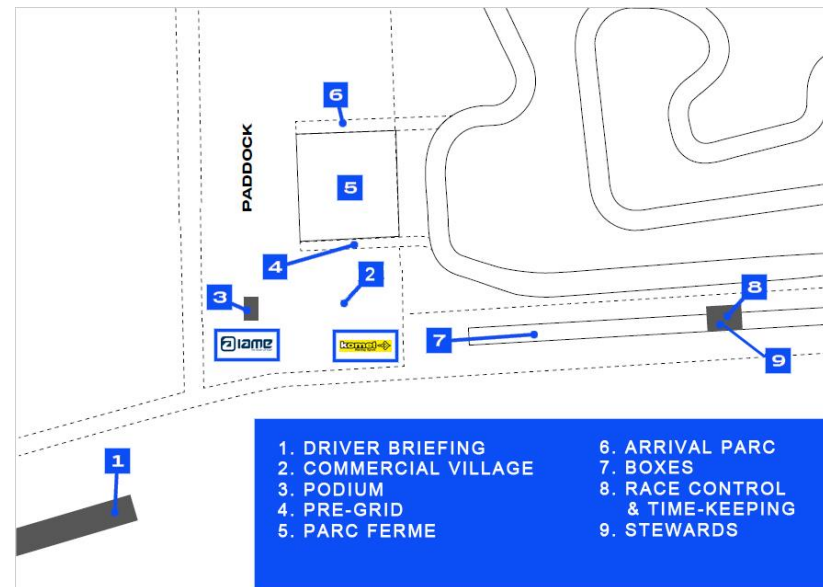 6
PADDOCK
5
4
2
3
8
iame
komet
7
9
1
1. DRIVER BRIEFING
2. COMMERCIAL VILLAGE
3. PODIUM
4. PRE-GRID
5. PARC FERME
6. ARRIVAL PARC
7. BOXES
8. RACE CONTROL
& TIME-KEEPING
9. STEWARDS